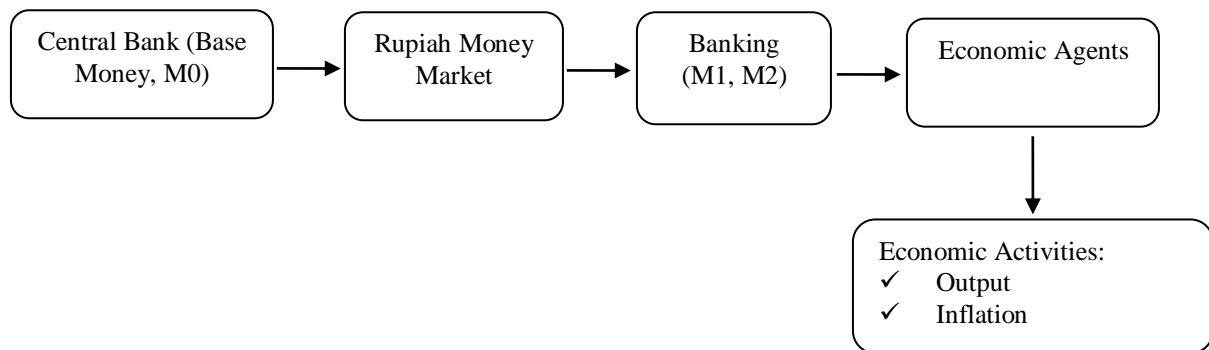 Central Bank (Base
Money, M0)
Rupiah Money
Market
Banking
(M1, M2)
Economic Agents
Economic Activities:
✓ Output
✓ Inflation